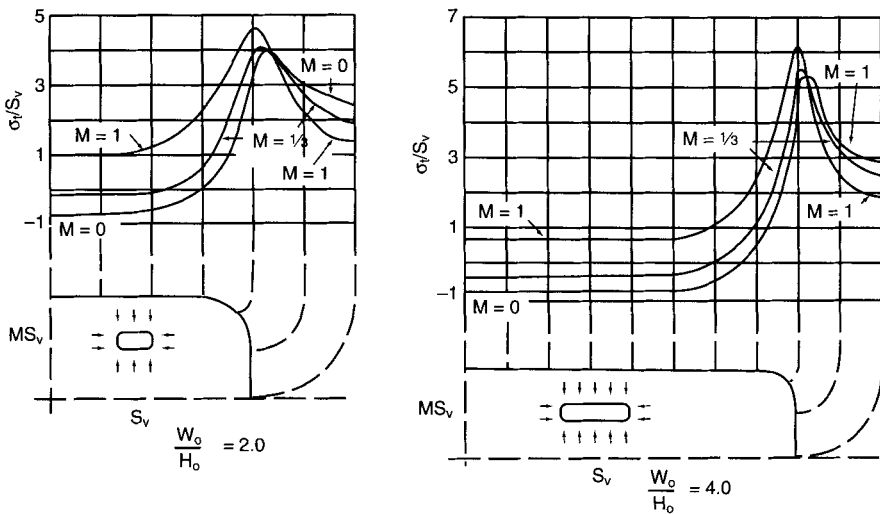 5
3
1
−1
σt/Sv
M = 0
M = 1
M = 1/3
M = 1
M = 0
MSv
Sv
Wo/Ho = 2.0
7
5
3
1
−1
σt/Sv
M = 1
M = 1/3
M = 1
M = 1
M = 0
MSv
Sv
Wo/Ho = 4.0